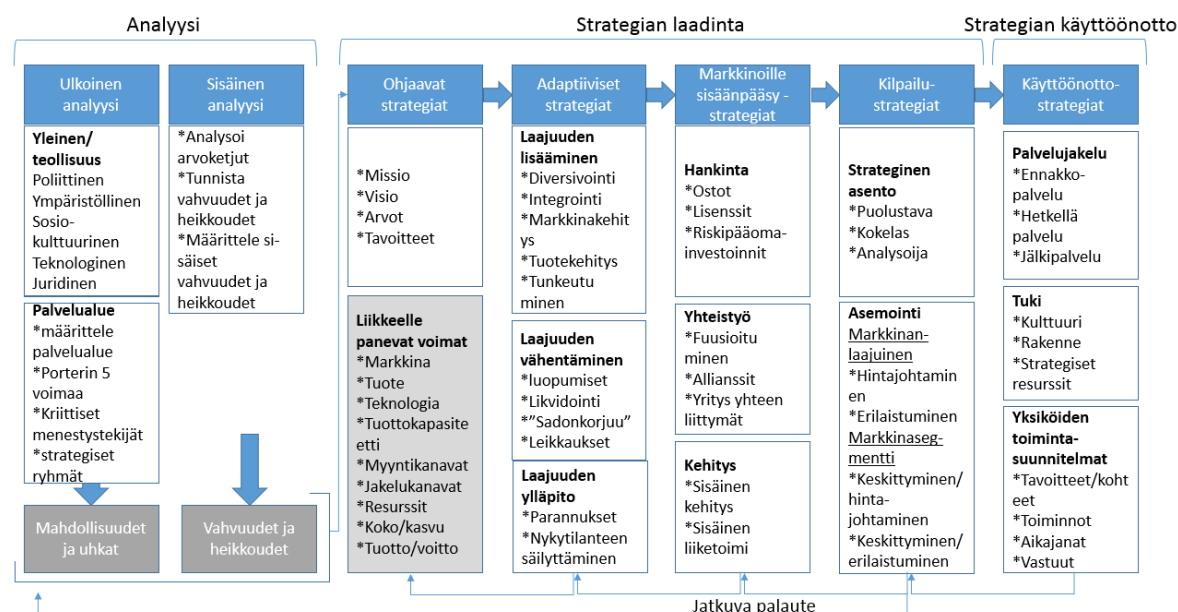 Analyysi
Strategian laadinta
Strategian käyttöönotto
Ulkoinen
analyysi
Yleinen/
teollisuus
Poliittinen
Ympäristöllinen
Sosio-
kulttuurinen
Teknologinen
Juridinen
Palvelualue
*määrittele
palvelualue
*Porterin 5
voimaa
*Kriittiset
menestystekijät
*strategiset
ryhmät
Mahdollisuudet
ja uhkat
Sisäinen
analyysi
*Analysoi
arvoketjut
*Tunnista
vahvuudet ja
heikkoudet
*Määrittele si-
säiset
vahvuudet ja
heikkoudet
Vahvuudet ja
heikkoudet
Ohjaavat
strategiat
*Missio
*Visio
*Arvot
*Tavoitteet
Liikkeelle
panevat voimat
*Markkina
*Tuote
*Teknologia
*Tuottokapasite
etti
*Myyntikanavat
*Jakelukanavat
*Resurssit
*Koko/kasvu
*Tuotto/voitto
Adaptiiviset
strategiat
Laajuuden
lisääminen
*Diversivointi
*Integrointi
*Markkinakehit
ys
*Tuotekehitys
*Tunkeutu
minen
Laajuuden
vähentäminen
*luopumiset
*Likvidointi
*”Sadonkorjuu”
*Leikkaukset
Laajuuden
ylläpito
*Parannukset
*Nykytilanteen
säilyttäminen
Markkinoille
sisäänpääsy -
strategiat
Hankinta
*Ostot
*Lisenssit
*Riskipääoma-
investoinnit
Yhteistyö
*Fuusioitu
minen
*Allianssit
*Yritys yhteen
liittymät
Kehitys
*Sisäinen
kehitys
*Sisäinen
liiketoimi
Kilpailu-
strategiat
Strateginen
asento
*Puolustava
*Kokelas
*Analysoija
Asemointi
Markkinan-
laajuinen
*Hintajohtamin
en
*Erilaistuminen
Markkinaseg-
mentti
*Keskittyminen/
hinta-
johtaminen
*Keskittyminen/
erilaistuminen
Käyttöönotto-
strategiat
Palvelujakelu
*Ennakko-
palvelu
*Hetkellä
palvelu
*Jälkipalvelu
Tuki
*Kulttuuri
*Rakenne
*Strategiset
resurssit
Yksiköiden
toiminta-
suunnitelmat
*Tavoitteet/koht
eet
*Toiminnot
*Aikajanat
*Vastuut
Jatkuva palaute